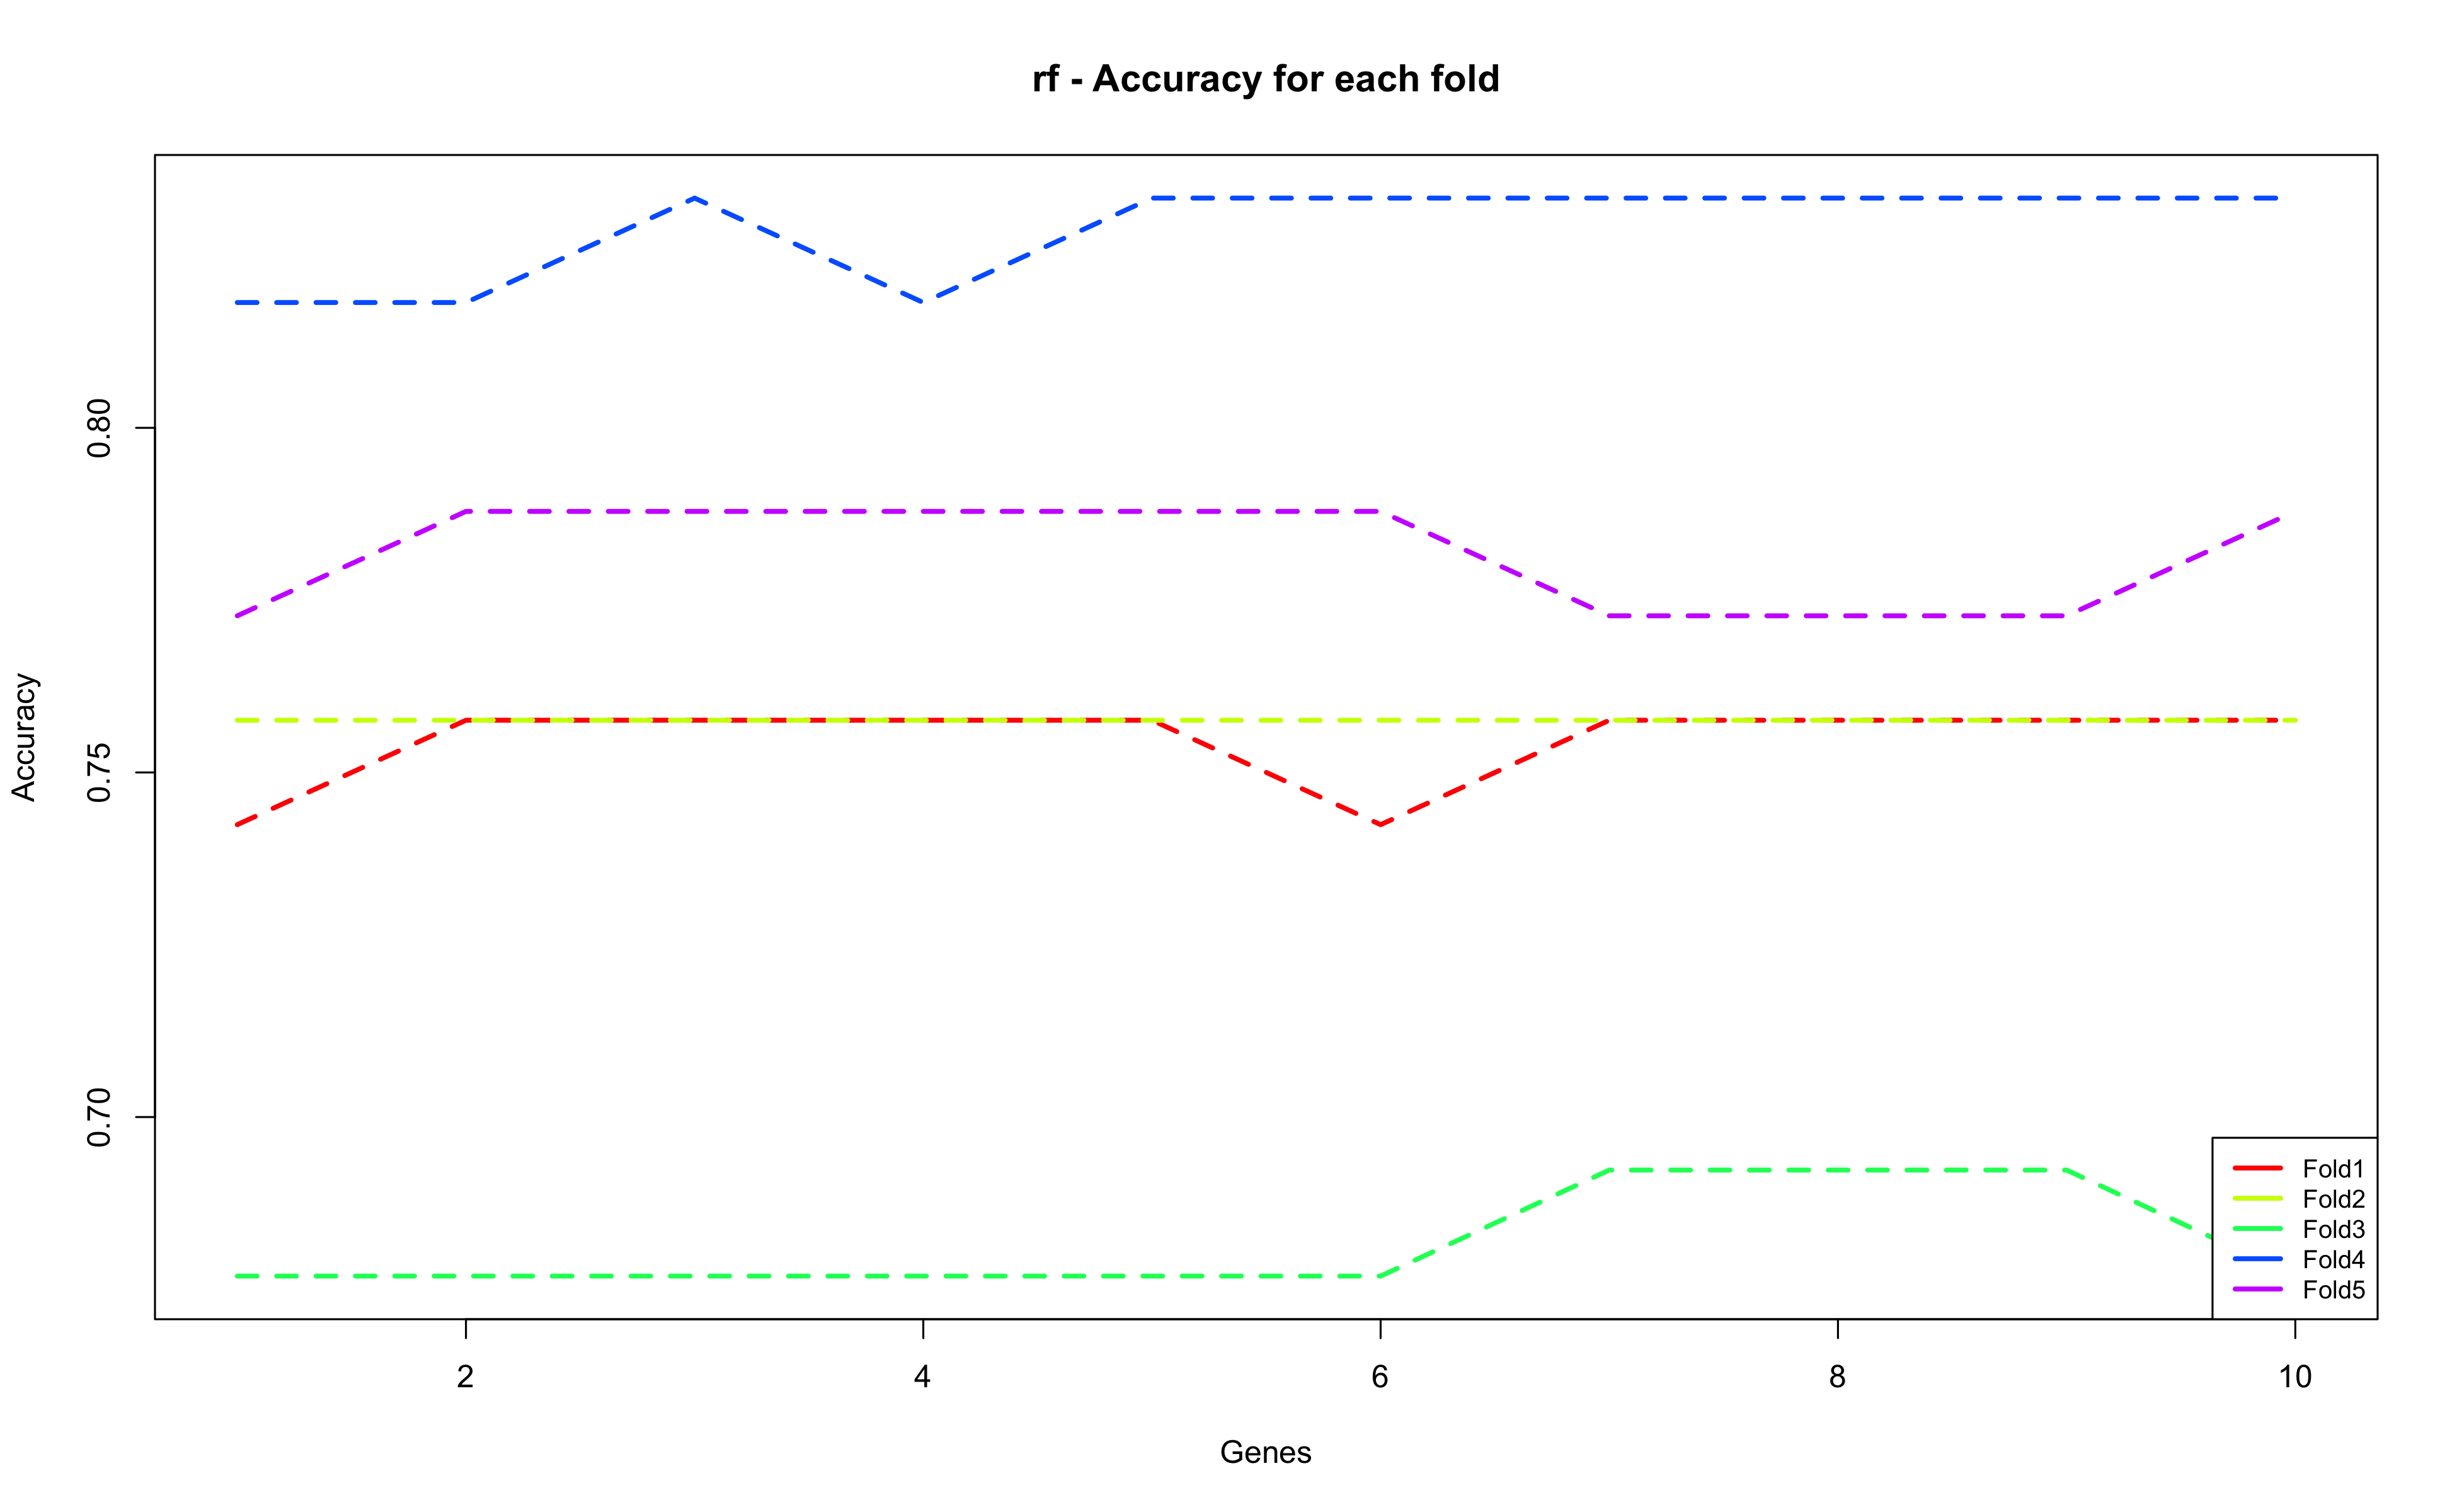 rf - Accuracy for each fold
Accuracy
0.80
0.75
0.70
2 4 6 8 10
Genes
Fold1
Fold2
Fold3
Fold4
Fold5